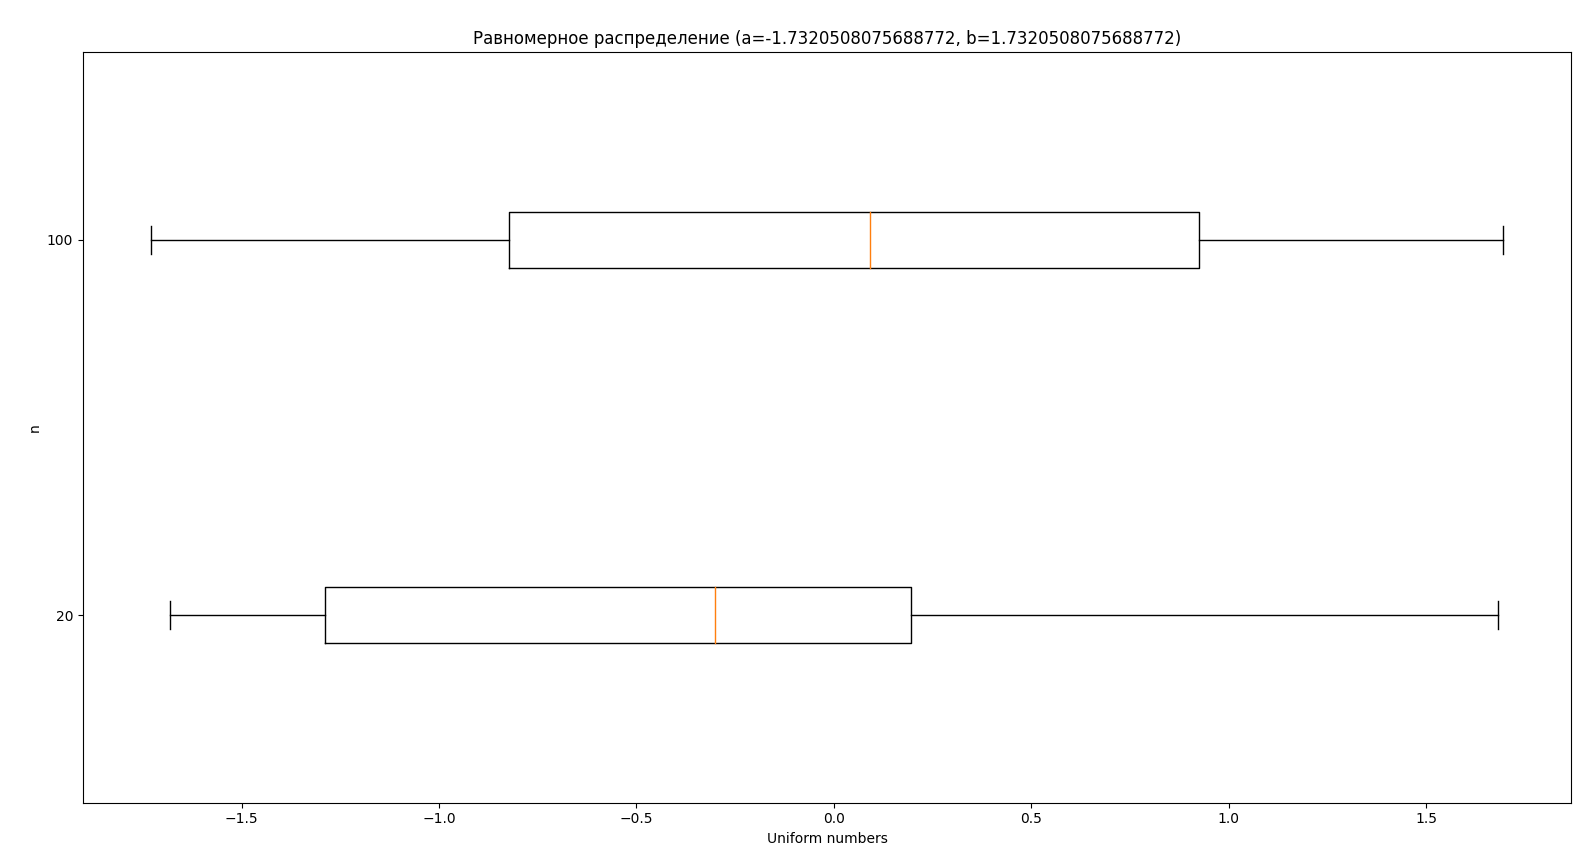 Равномерное распределение (a=-1.7320508075688772, b=1.7320508075688772)
100
n
20
−1.5 −1.0 −0.5 0.0 0.5 1.0 1.5
Uniform numbers